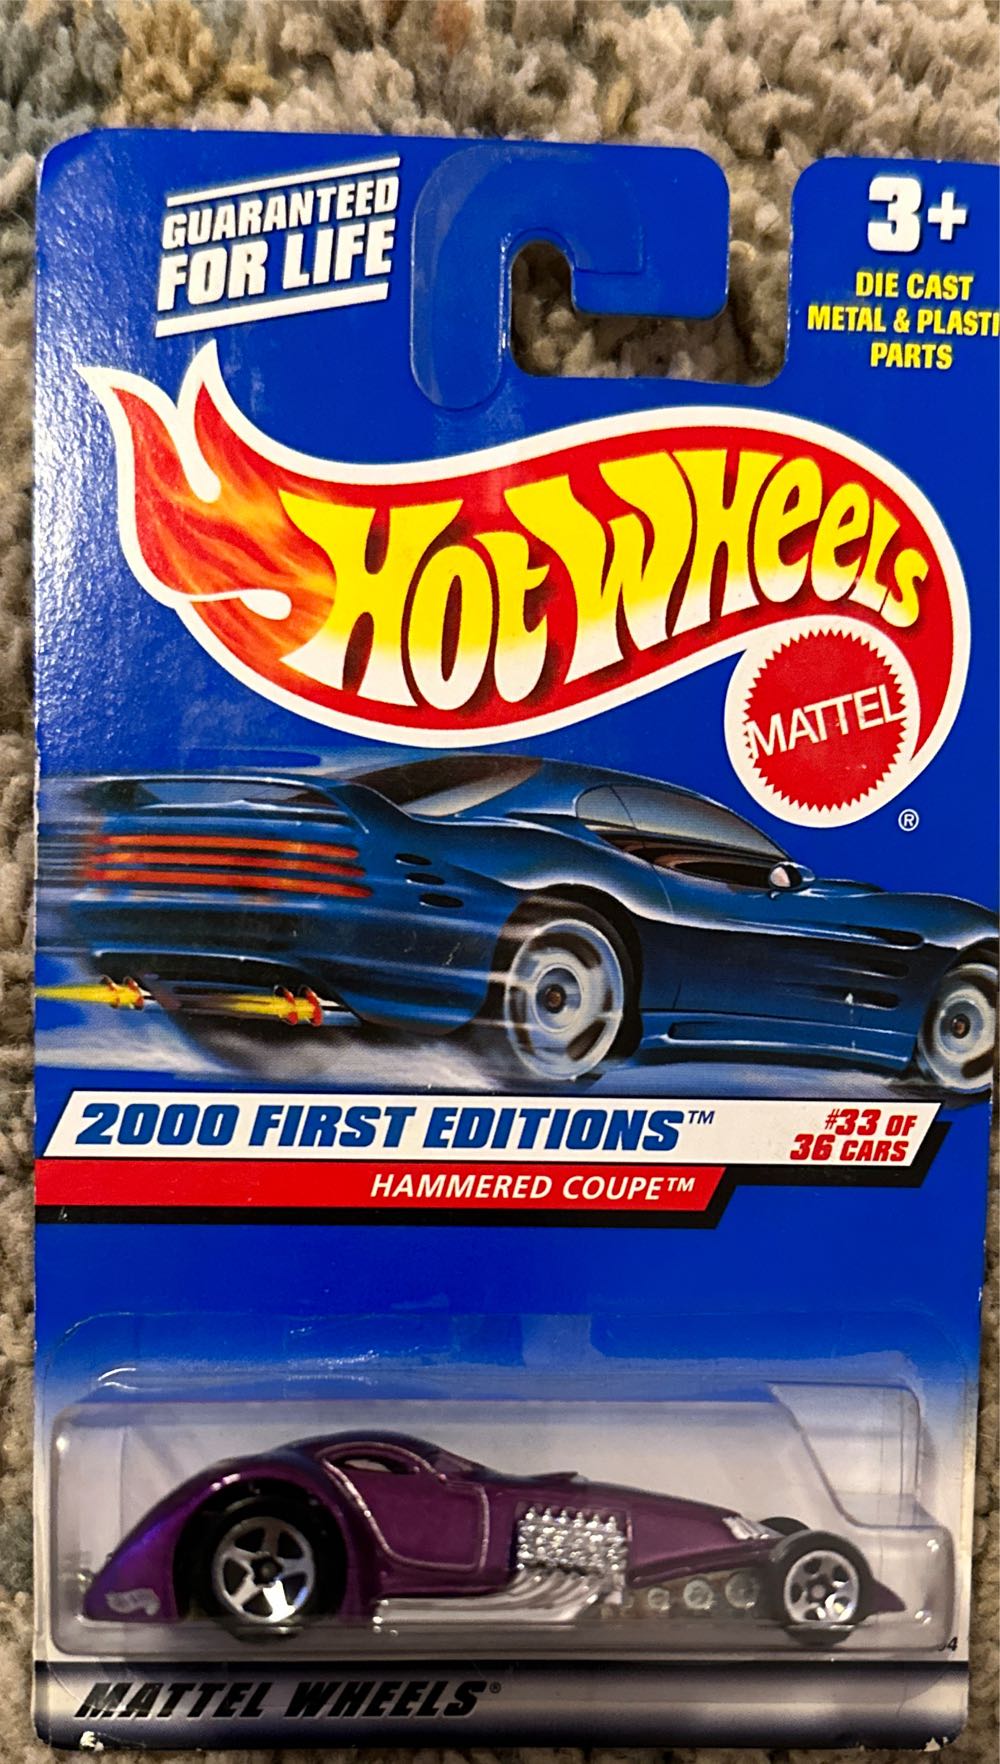 GUARANTEED
FOR LIFE
3+
DIE CAST
METAL & PLASTI
PARTS
HOT WHEELS
MATTEL
®
2000 FIRST EDITIONS™
#33 OF
36 CARS
HAMMERED COUPE™
MATTEL WHEELS®